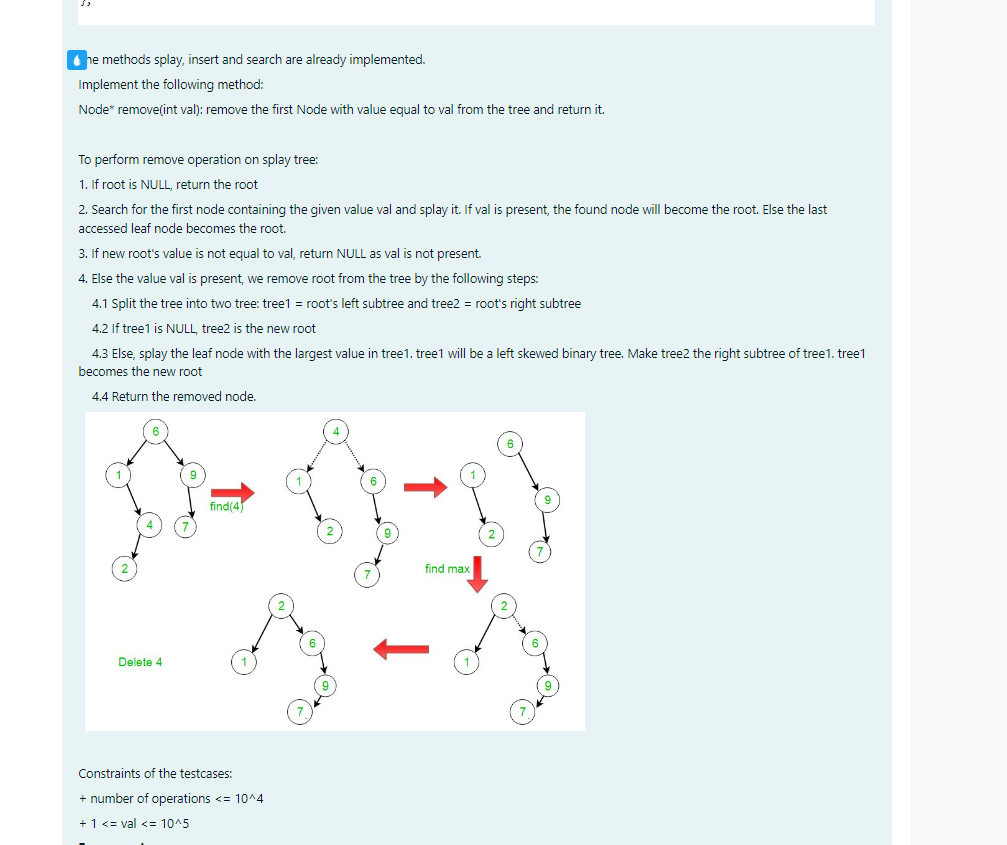 he methods splay, insert and search are already implemented.
Implement the following method:
Node* remove(int val): remove the first Node with value equal to val from the tree and return it.
To perform remove operation on splay tree:
1. If root is NULL, return the root
2. Search for the first node containing the given value val and splay it. If val is present, the found node will become the root. Else the last
accessed leaf node becomes the root.
3. If new root's value is not equal to val, return NULL as val is not present.
4. Else the value val is present, we remove root from the tree by the following steps:
4.1 Split the tree into two tree: tree1 = root's left subtree and tree2 = root's right subtree
4.2 If tree1 is NULL, tree2 is the new root
4.3 Else, splay the leaf node with the largest value in tree1. tree1 will be a left skewed binary tree. Make tree2 the right subtree of tree1. tree1
becomes the new root
4.4 Return the removed node.
6
1
9
4
7
2
find(4)
4
1
6
2
9
7
6
1
9
2
7
find max
2
6
1
9
7
2
6
1
9
7
Delete 4
Constraints of the testcases:
+ number of operations <= 10^4
+ 1 <= val <= 10^5